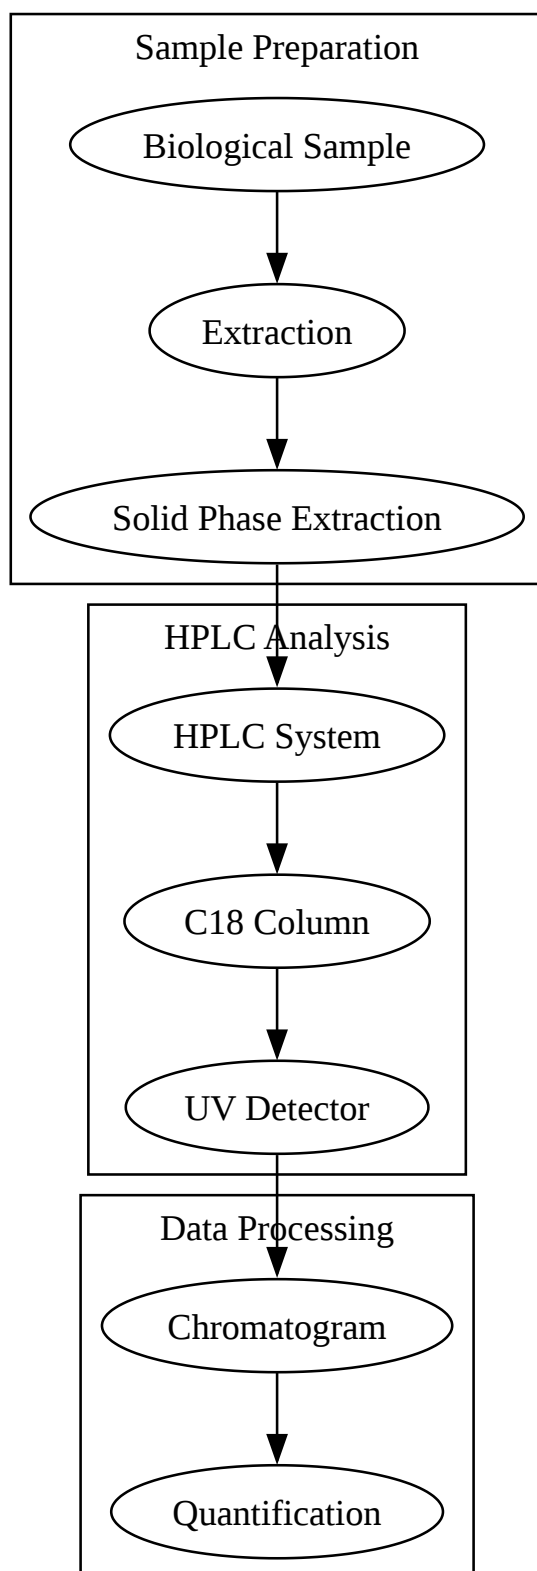 Sample Preparation
Biological Sample
Extraction
Solid Phase Extraction
HPLC Analysis
HPLC System
C18 Column
UV Detector
Data Processing
Chromatogram
Quantification